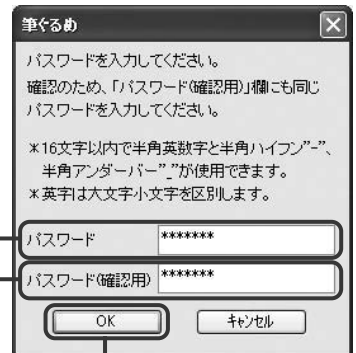 筆ぐるめ
パスワードを入力してください。
確認のため、「パスワード(確認用)」欄にも同じ
パスワードを入力してください。
*16文字以内で半角英数字と半角ハイフン"-"、
半角アンダーバー"_"が使用できます。
*英字は大文字小文字を区別します。
パスワード *******
パスワード(確認用) *******
OK キャンセル